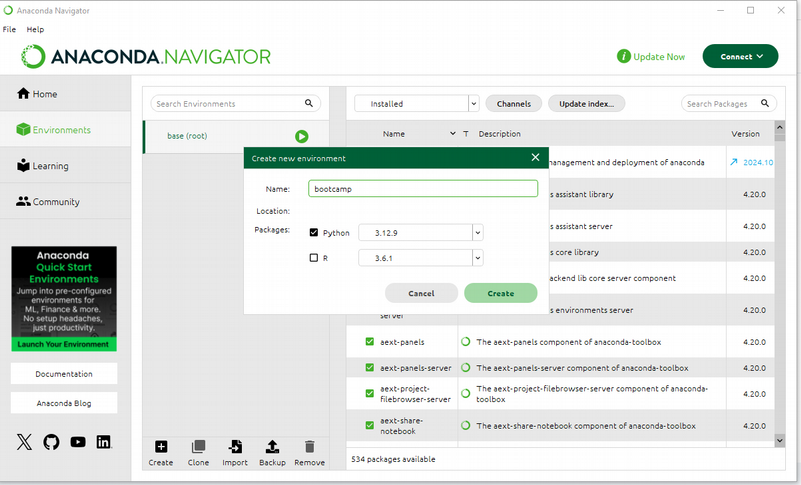 Anaconda Navigator
File Help
ANACONDA.NAVIGATOR
i Update Now
Connect
Home
Environments
Learning
Community
Anaconda
Quick Start
Environments
Jump into pre-configured
environments for
ML, Finance & more.
No setup headaches,
just productivity.
Launch Your Environment
Documentation
Anaconda Blog
Search Environments
base (root)
Create
Clone
Import
Backup
Remove
Installed
Channels
Update index...
Search Packages
Name
T
Description
Version
management and deployment of anaconda
2024.10
s assistant library
4.20.0
s assistant server
4.20.0
s core library
4.20.0
ackend lib core server component
4.20.0
server
s environments server
4.20.0
aext-panels
The aext-panels component of anaconda-toolbox
4.20.0
aext-panels-server
The aext-panels-server component of anaconda-toolbox
4.20.0
aext-project-
filebrowser-server
The aext-project-filebrowser-server component of anaconda-
toolbox
4.20.0
aext-share-
notebook
The aext-share-notebook component of anaconda-toolbox
4.20.0
534 packages available
Create new environment
Name:
bootcamp
Location:
Packages:
Python
3.12.9
R
3.6.1
Cancel
Create